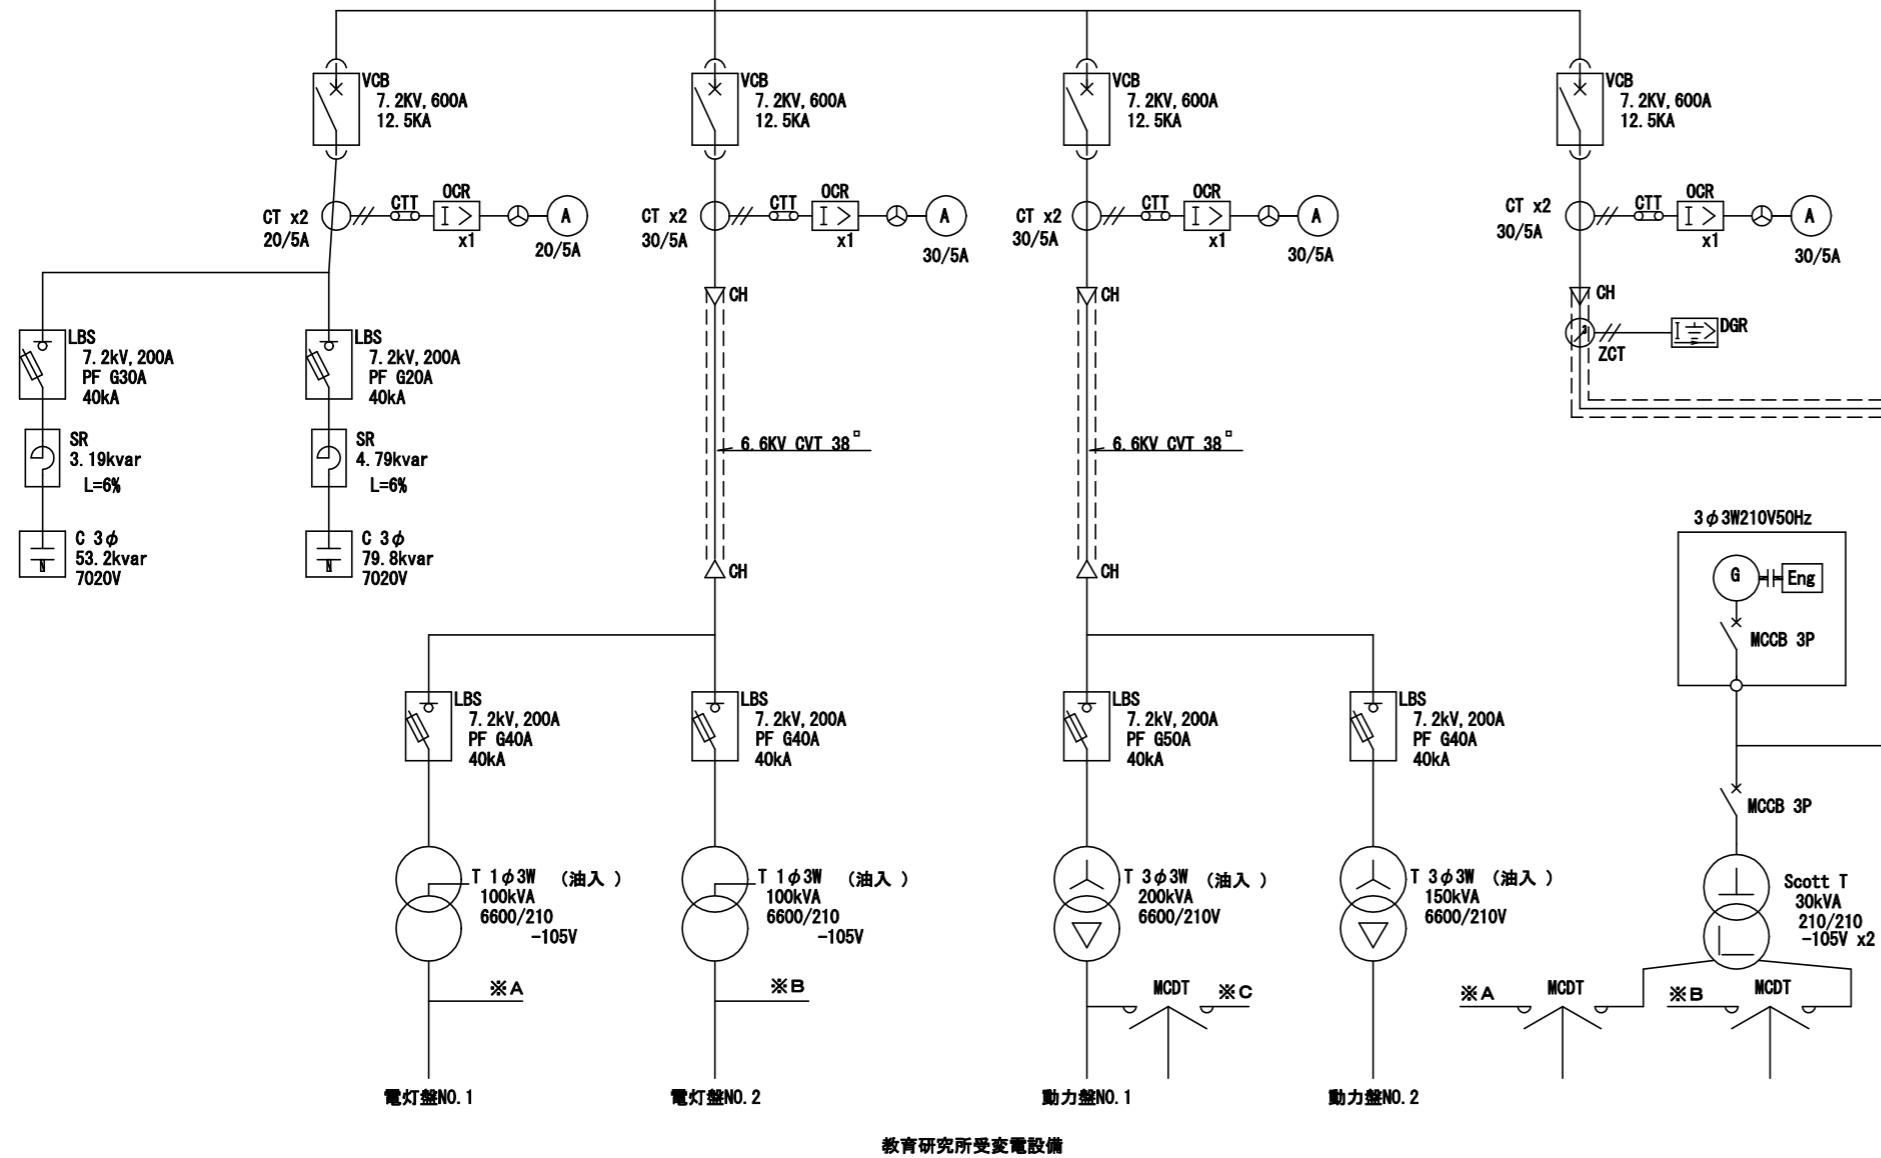 VCB
7.2KV,600A
12.5KA
VCB
7.2KV,600A
12.5KA
VCB
7.2KV,600A
12.5KA
VCB
7.2KV,600A
12.5KA
CT x2
20/5A
CTT
OCR
I >
x1
A
20/5A
CT x2
30/5A
CTT
OCR
I >
x1
A
30/5A
CT x2
30/5A
CTT
OCR
I >
x1
A
30/5A
CT x2
30/5A
CTT
OCR
I >
x1
A
30/5A
CH
CH
CH
ZCT
I >
DGR
LBS
7.2kV,200A
PF G30A
40kA
LBS
7.2kV,200A
PF G20A
40kA
SR
3.19kvar
L=6%
SR
4.79kvar
L=6%
6.6KV CVT 38□
6.6KV CVT 38□
C 3φ
53.2kvar
7020V
C 3φ
79.8kvar
7020V
CH
CH
3φ3W210V50Hz
G
Eng
MCCB 3P
LBS
7.2kV,200A
PF G40A
40kA
LBS
7.2kV,200A
PF G40A
40kA
LBS
7.2kV,200A
PF G50A
40kA
LBS
7.2kV,200A
PF G40A
40kA
MCCB 3P
T 1φ3W (油入 )
100kVA
6600/210
-105V
T 1φ3W (油入 )
100kVA
6600/210
-105V
T 3φ3W (油入 )
200kVA
6600/210V
T 3φ3W (油入 )
150kVA
6600/210V
Scott T
30kVA
210/210
-105V x2
※A
※B
MCDT
※C
※A
MCDT
※B
MCDT
電灯盤NO.1
電灯盤NO.2
動力盤NO.1
動力盤NO.2
教育研究所受変電設備